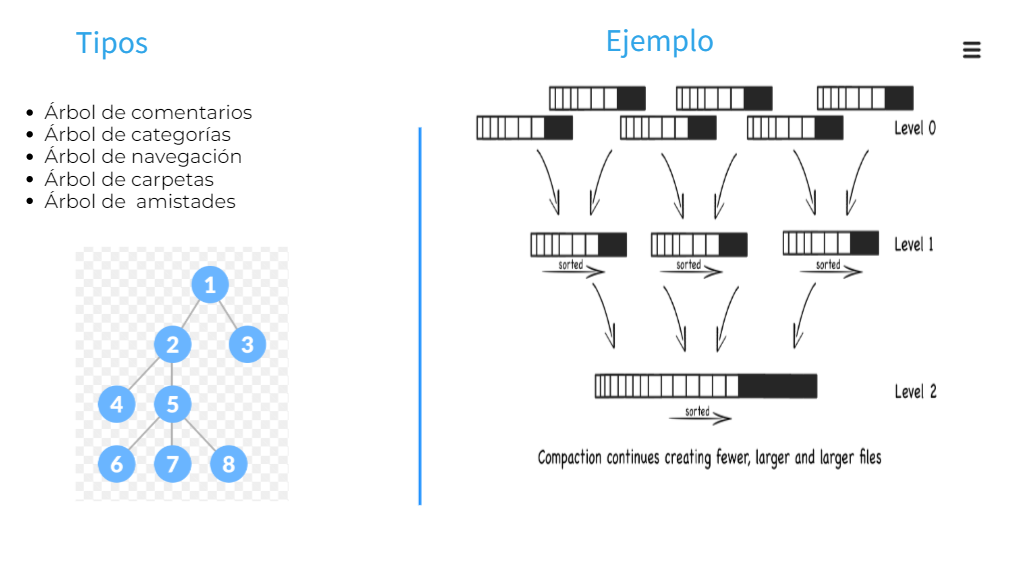 Tipos
Árbol de comentarios
Árbol de categorías
Árbol de navegación
Árbol de carpetas
Árbol de  amistades
1
2
3
4
5
6
7
8
Ejemplo
Level 0
Level 1
sorted
sorted
sorted
Level 2
sorted
Compaction continues creating fewer, larger and larger files